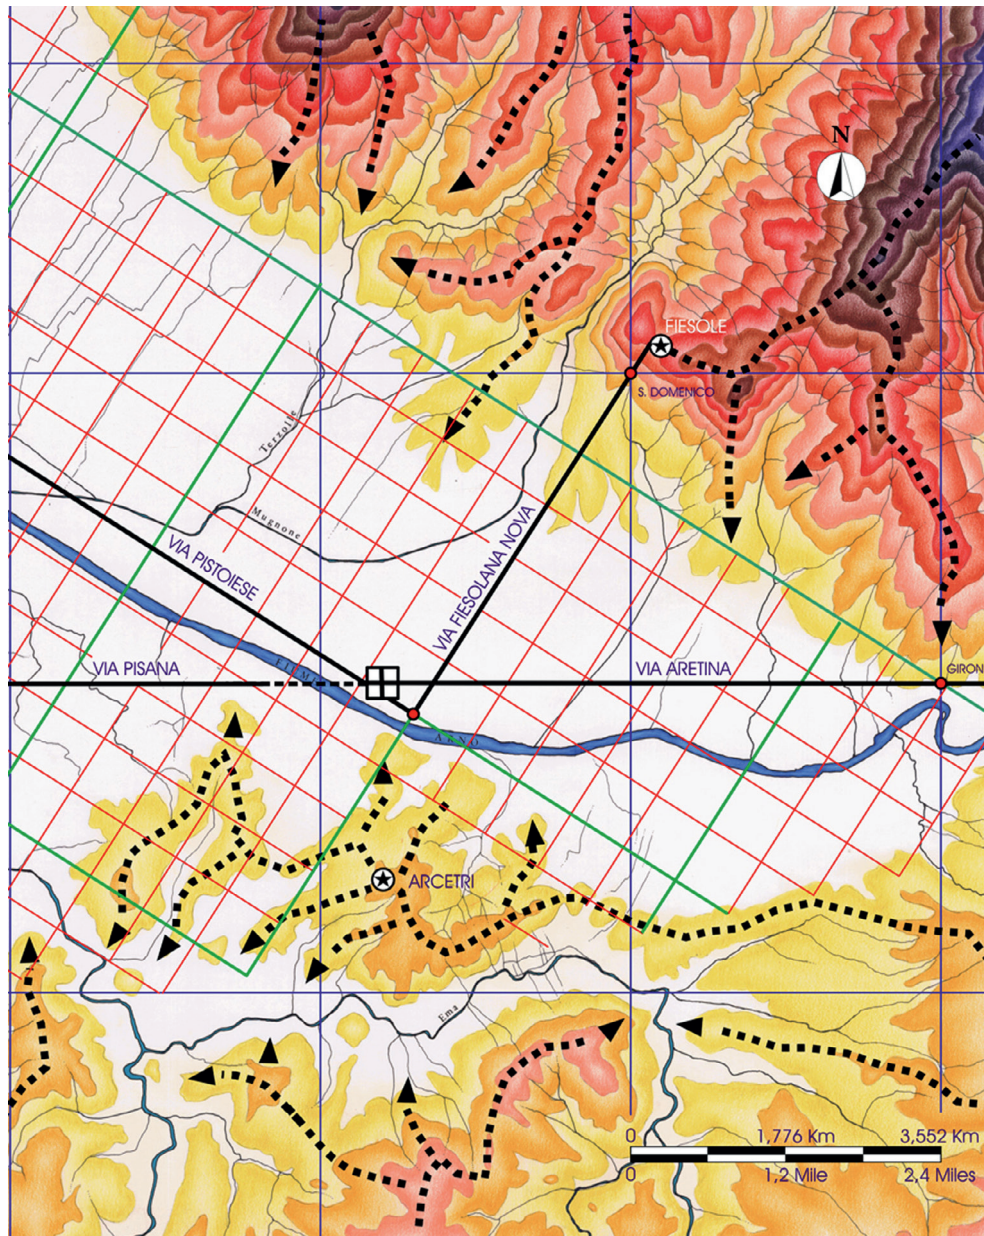 N
FIESOLE
S. DOMENICO
Terzolle
Mugnone
VIA PISTOIESE
VIA FIESOLANA NOVA
VIA PISANA
FIUME
VIA ARETINA
GIRON
ARNO
ARCETRI
Ema
0 1,776 Km 3,552 Km
0 1,2 Mile 2,4 Miles